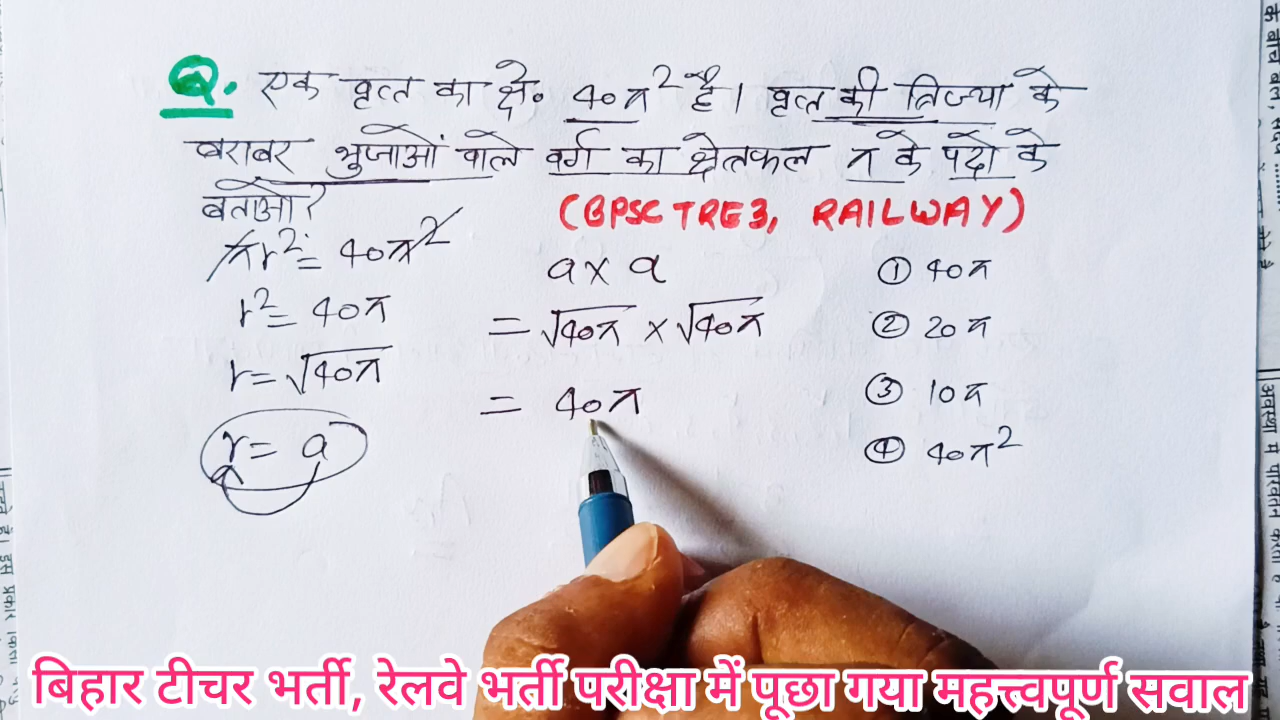 Q. एक वृत्त का क्षे० 40π² है। वृत्त की त्रिज्या के
बराबर भुजाओं वाले वर्ग का क्षेत्रफल π के पदो के
बताओ?
(BPSC TRE3, RAILWAY)
πr² = 40π²
r² = 40π
r = √40π
r = a
a × a
= √40π × √40π
= 40π
① 40π
② 20π
③ 10π
④ 40π²
बिहार टीचर भर्ती, रेलवे भर्ती परीक्षा में पूछा गया महत्त्वपूर्ण सवाल